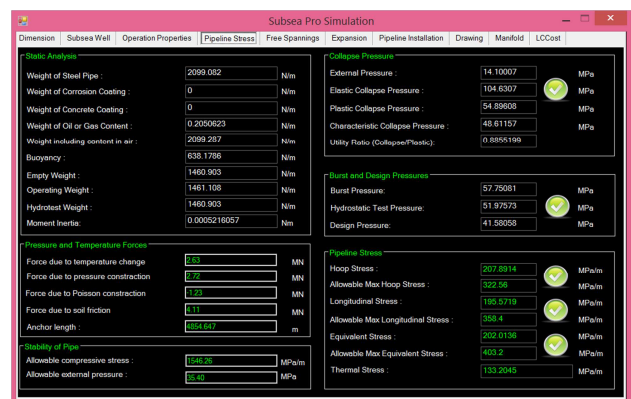 Subsea Pro Simulation
Dimension Subsea Well Operation Properties Pipeline Stress Free Spannings Expansion Pipeline Installation Drawing Manifold LCCost
Static Analysis
Weight of Steel Pipe : 2099.082 N/m
Weight of Corrosion Coating : 0 N/m
Weight of Concrete Coating : 0 N/m
Weight of Oil or Gas Content : 0.2050623 N/m
Weight including content in air : 2099.287 N/m
Buoyancy : 638.1786 N/m
Empty Weight : 1460.903 N/m
Operating Weight : 1461.108 N/m
Hydrotest Weight : 1460.903 N/m
Moment Inertia: 0.0005216057 Nm
Pressure and Temperature Forces
Force due to temperature change 2.63 MN
Force due to pressure constraction 2.72 MN
Force due to Poisson constraction -1.23 MN
Force due to soil friction 4.11 MN
Anchor length : 4854.647 m
Stability of Pipe
Allowable compressive stress : 1546.26 MPa/m
Allowable external pressure : 35.40 MPa
Collapse Pressure
External Pressure : 14.10007 MPa
Elastic Collapse Pressure : 104.6307 MPa
Plastic Collapse Pressure : 54.89608 MPa
Characteristic Collapse Pressure : 48.61157 MPa
Utility Ratio (Collapse/Plastic): 0.8855199
Burst and Design Pressures
Burst Pressure: 57.75081 MPa
Hydrostatic Test Pressure: 51.97573 MPa
Design Pressure: 41.58058 MPa
Pipeline Stress
Hoop Stress : 207.8914 MPa/m
Allowable Max Hoop Stress : 322.56 MPa/m
Longitudinal Stress : 195.5719 MPa/m
Allowable Max Longitudinal Stress : 358.4 MPa/m
Equivalent Stress : 202.0136 MPa/m
Allowable Max Equivalent Stress : 403.2 MPa/m
Thermal Stress : 133.2045 MPa/m